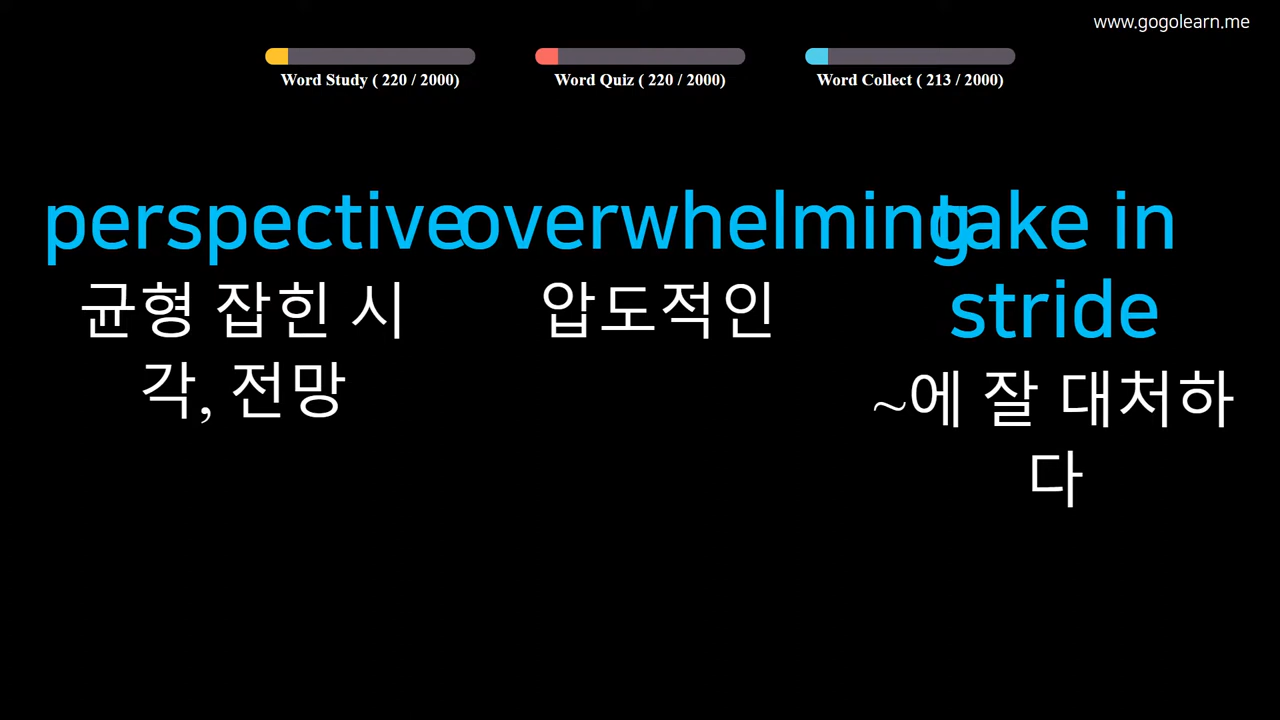 www.gogolearn.me
Word Study ( 220 / 2000)
Word Quiz ( 220 / 2000)
Word Collect ( 213 / 2000)
perspective
균형 잡힌 시
각, 전망
overwhelming
압도적인
take in
stride
~에 잘 대처하
다